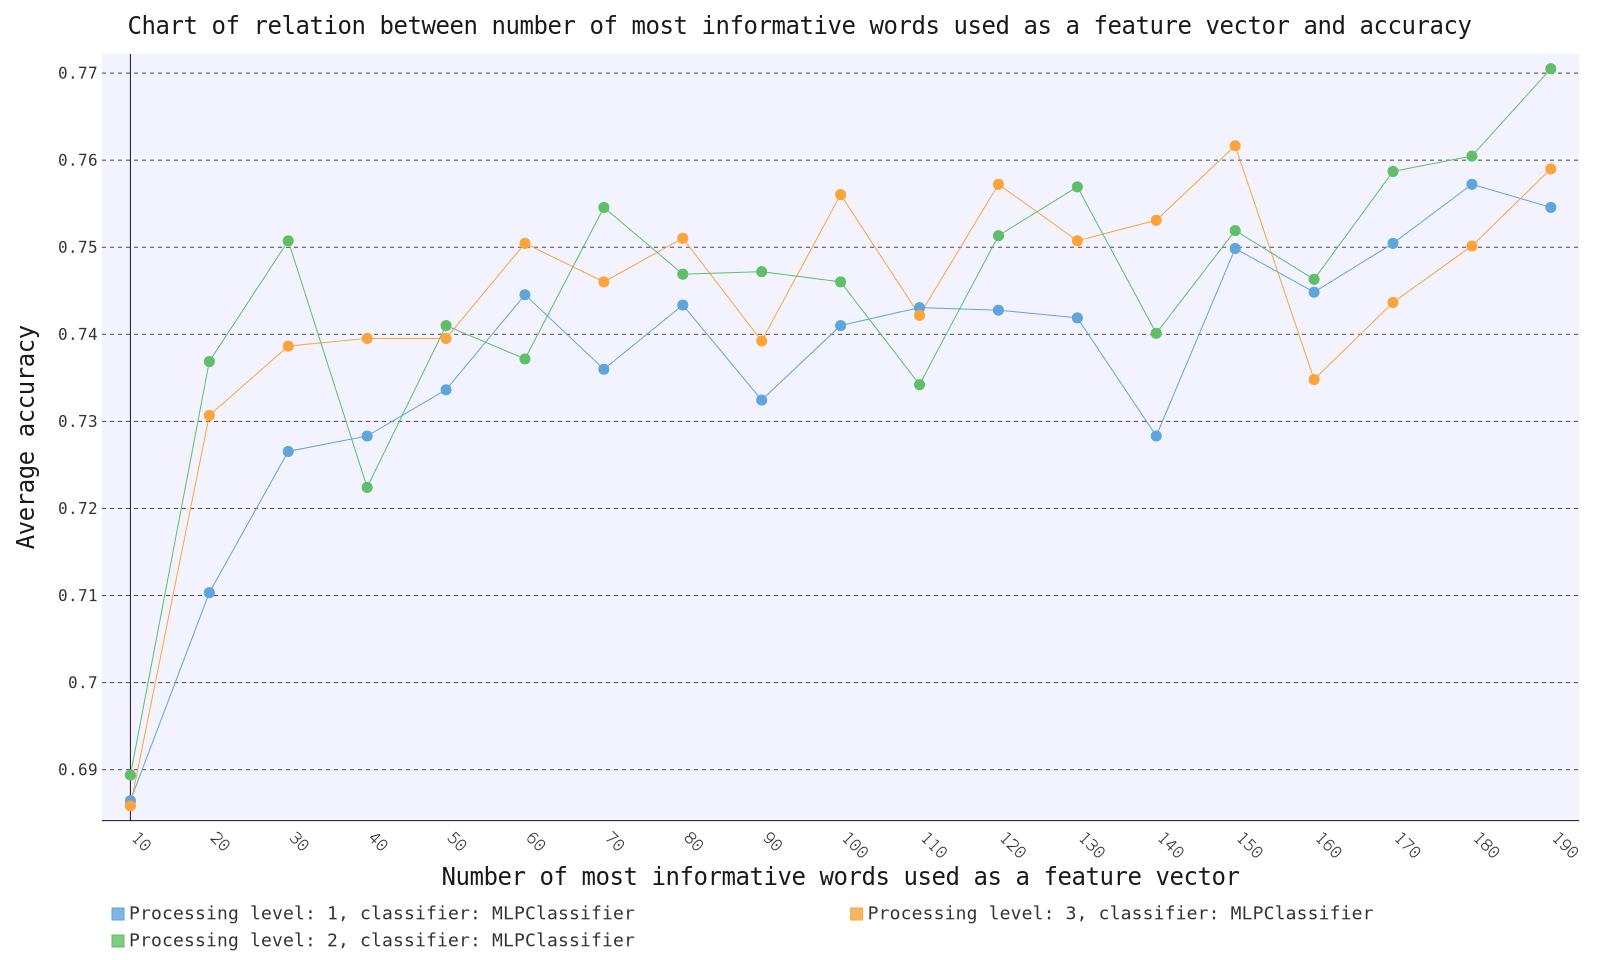 Chart of relation between number of most informative words used as a feature vector and accuracy
0.77
0.76
0.75
0.74
0.73
0.72
0.71
0.7
0.69
Average accuracy
10 20 30 40 50 60 70 80 90 100 110 120 130 140 150 160 170 180 190
Number of most informative words used as a feature vector
Processing level: 1, classifier: MLPClassifier
Processing level: 3, classifier: MLPClassifier
Processing level: 2, classifier: MLPClassifier